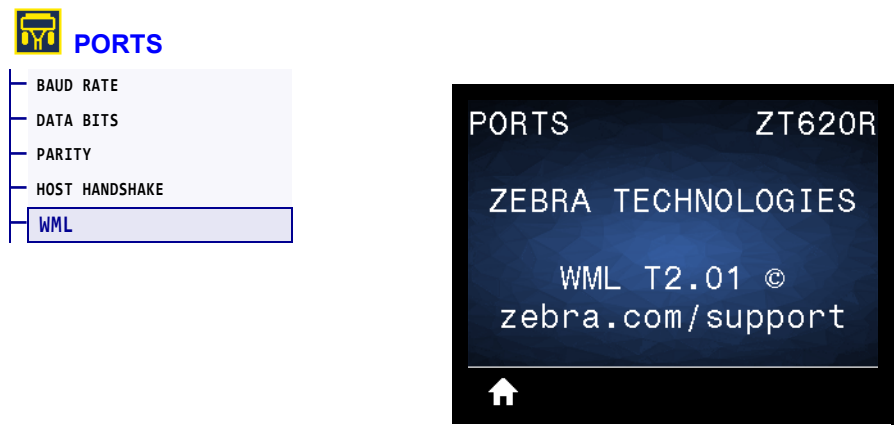 PORTS
BAUD RATE
DATA BITS
PARITY
HOST HANDSHAKE
WML
PORTS ZT620R
ZEBRA TECHNOLOGIES
WML T2.01 ©
zebra.com/support